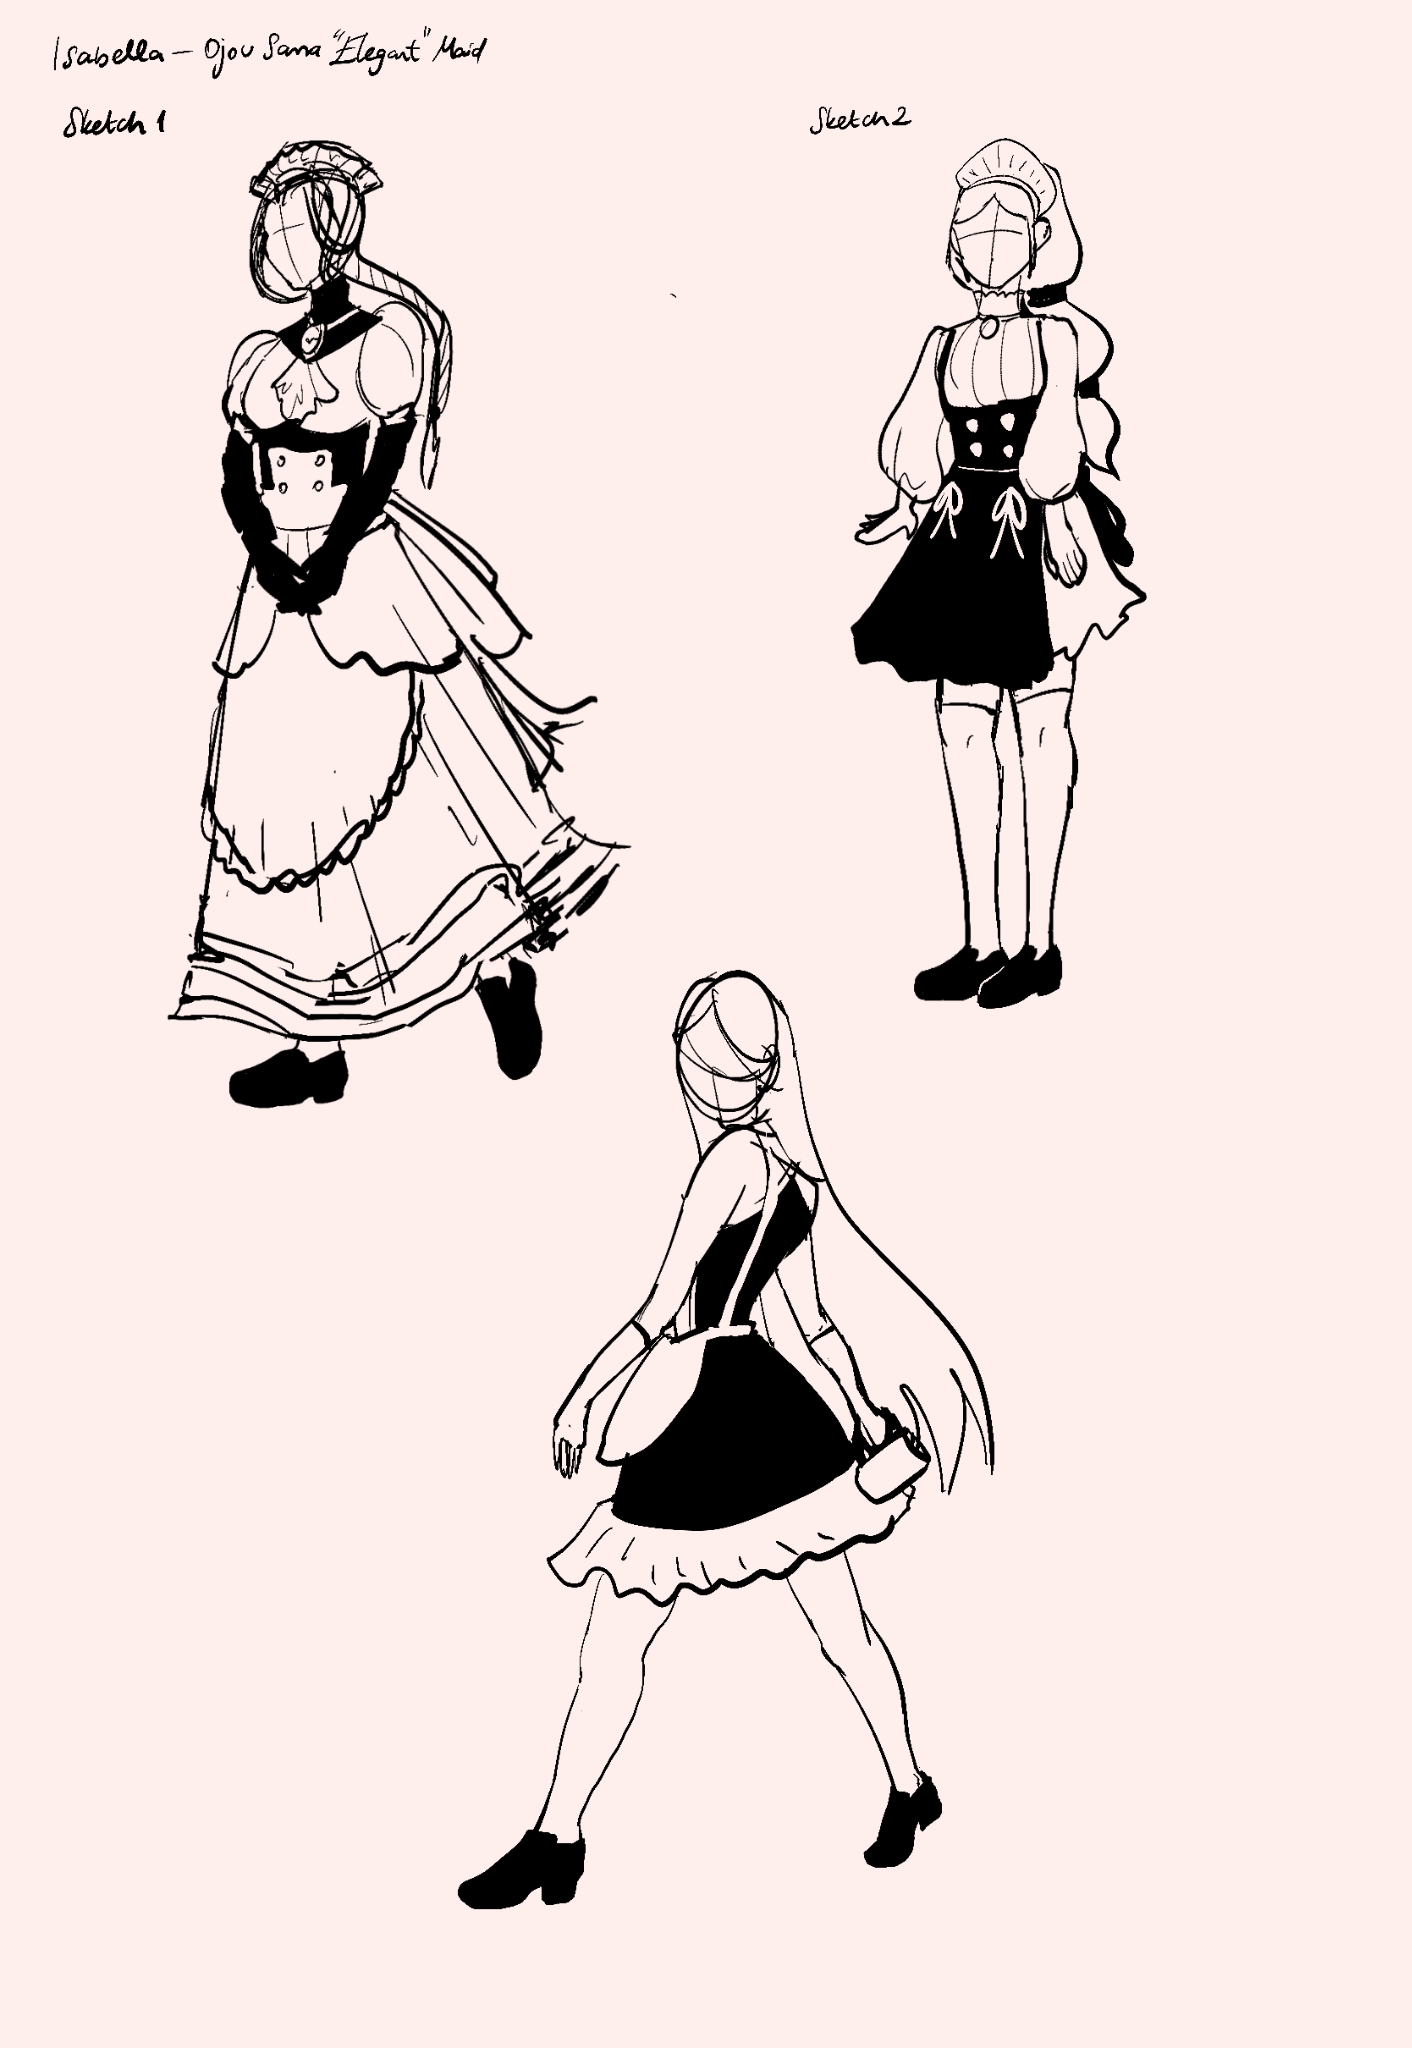 Isabella – Ojou Sama "Elegant" Maid
Sketch 1
Sketch 2